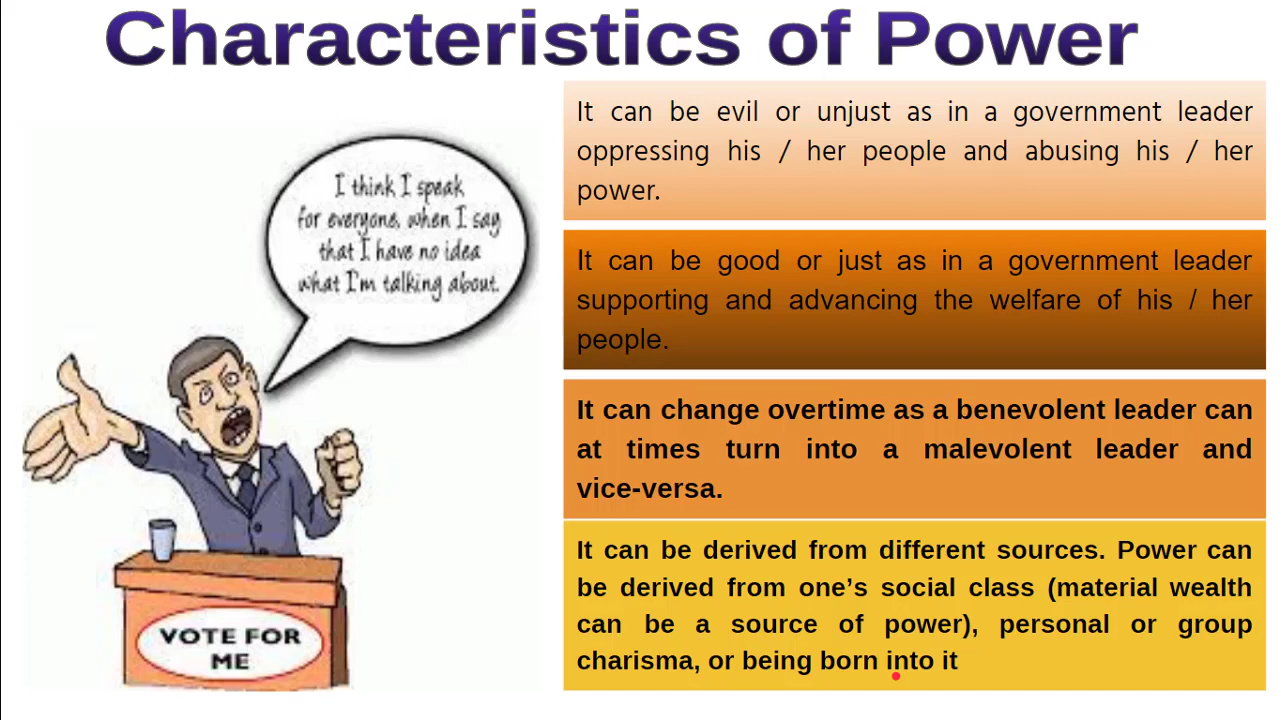 Characteristics of Power
I think I speak
for everyone, when I say
that I have no idea
what I'm talking about.
VOTE FOR
ME
It can be evil or unjust as in a government leader
oppressing his / her people and abusing his / her
power.
It can be good or just as in a government leader
supporting and advancing the welfare of his / her
people.
It can change overtime as a benevolent leader can
at times turn into a malevolent leader and
vice-versa.
It can be derived from different sources. Power can
be derived from one’s social class (material wealth
can be a source of power), personal or group
charisma, or being born into it